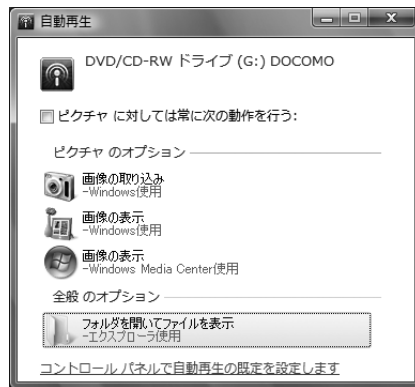 自動再生
DVD/CD-RW ドライブ (G:) DOCOMO
ピクチャ に対しては常に次の動作を行う:
ピクチャ のオプション
画像の取り込み
-Windows使用
画像の表示
-Windows使用
画像の表示
-Windows Media Center使用
全般 のオプション
フォルダを開いてファイルを表示
-エクスプローラ使用
コントロール パネルで自動再生の既定を設定します